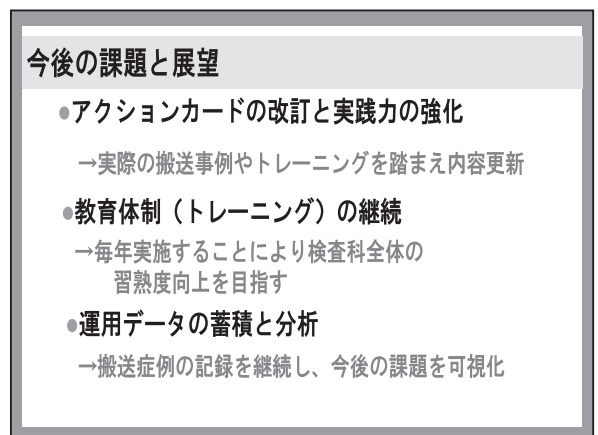 今後の課題と展望
●アクションカードの改訂と実践力の強化
→実際の搬送事例やトレーニングを踏まえ内容更新
●教育体制（トレーニング）の継続
→毎年実施することにより検査科全体の
習熟度向上を目指す
●運用データの蓄積と分析
→搬送症例の記録を継続し、今後の課題を可視化